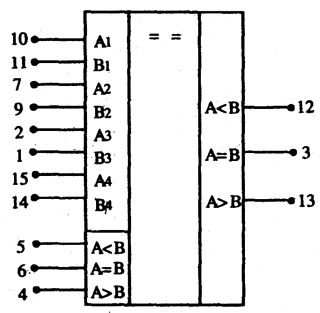 10 A1 = =
11 B1
7 A2
9 B2 A<B 12
2 A3
1 B3 A=B 3
15 A4
14 B4 A>B 13
5 A<B
6 A=B
4 A>B